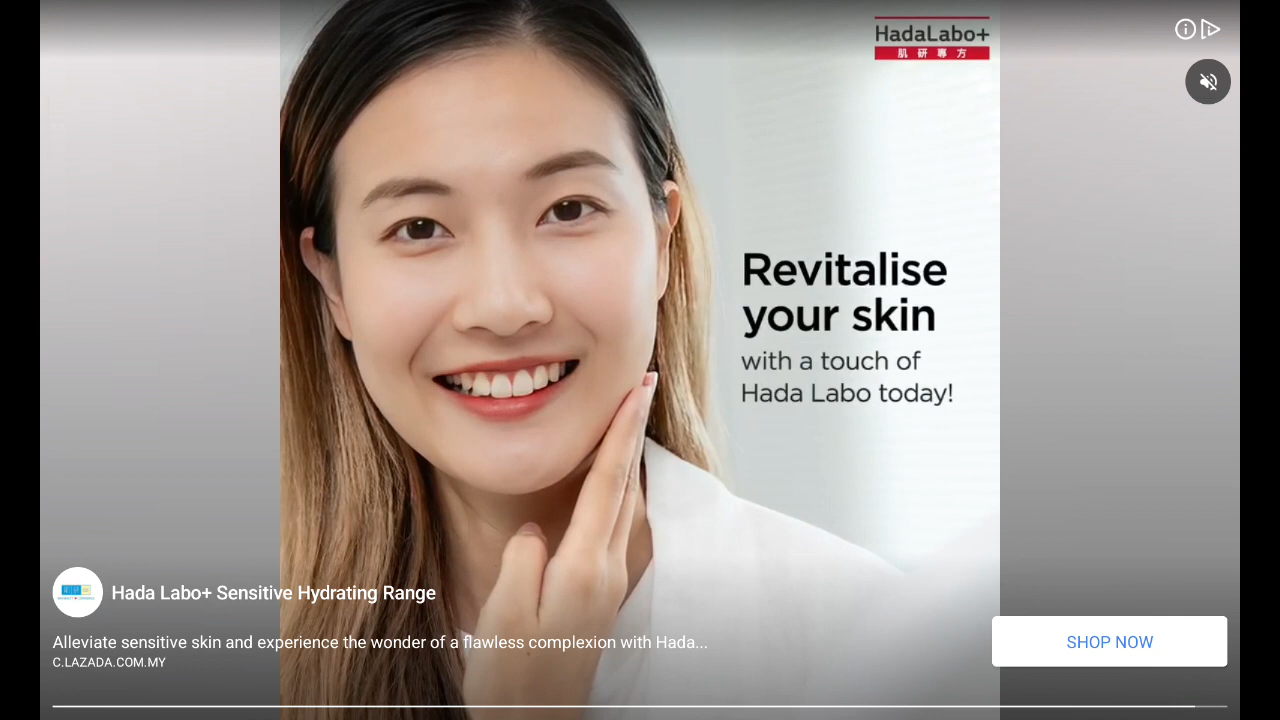 HadaLabo+
肌研專方
Revitalise
your skin
with a touch of
Hada Labo today!
Hada Labo+ Sensitive Hydrating Range
Alleviate sensitive skin and experience the wonder of a flawless complexion with Hada...
C.LAZADA.COM.MY
SHOP NOW